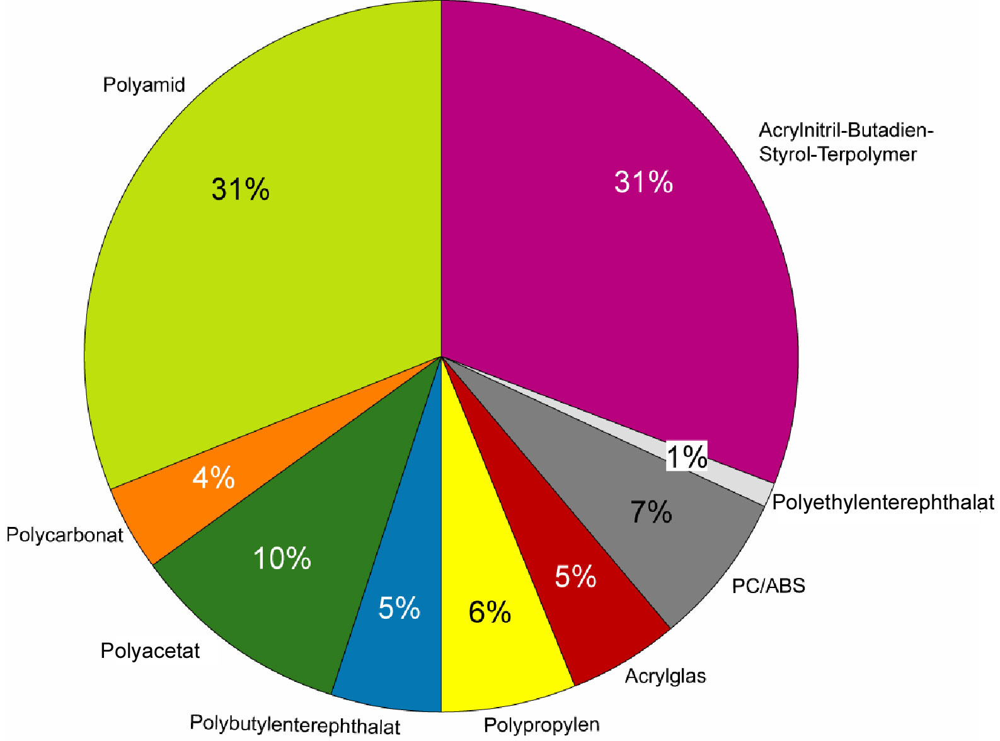 Polyamid
Acrylnitril-Butadien-
Styrol-Terpolymer
31%
31%
1%
Polyethylenterephthalat
4%
7%
Polycarbonat
10%
5%
PC/ABS
5%
6%
Polyacetat
Acrylglas
Polybutylenterephthalat
Polypropylen